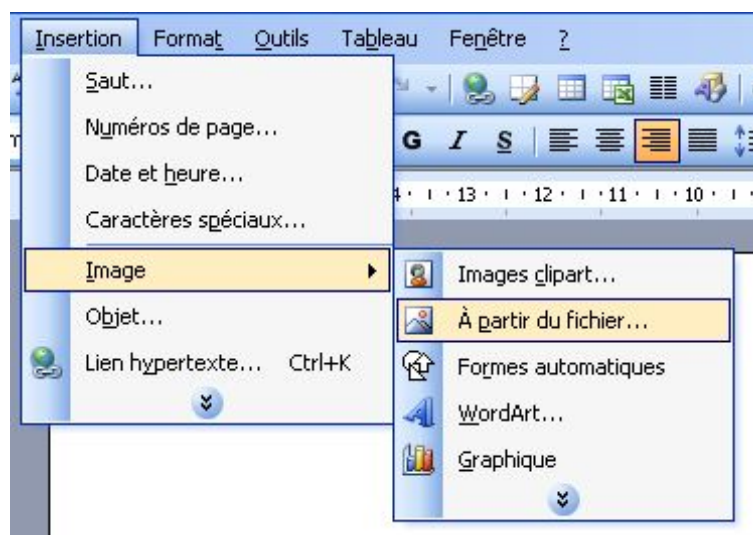 Insertion Format Outils Tableau Fenêtre ?
Saut...
Numéros de page...
G I S
Date et heure...
13 12 11 10
Caractères spéciaux...
Image
Images clipart...
Objet...
À partir du fichier...
Lien hypertexte... Ctrl+K
Formes automatiques
WordArt...
Graphique